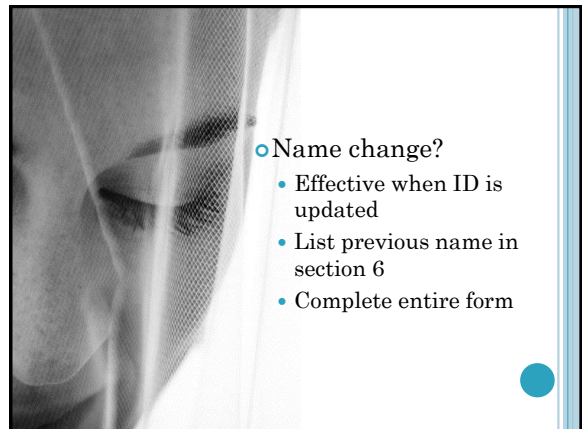 Name change?
Effective when ID is
updated
List previous name in
section 6
Complete entire form